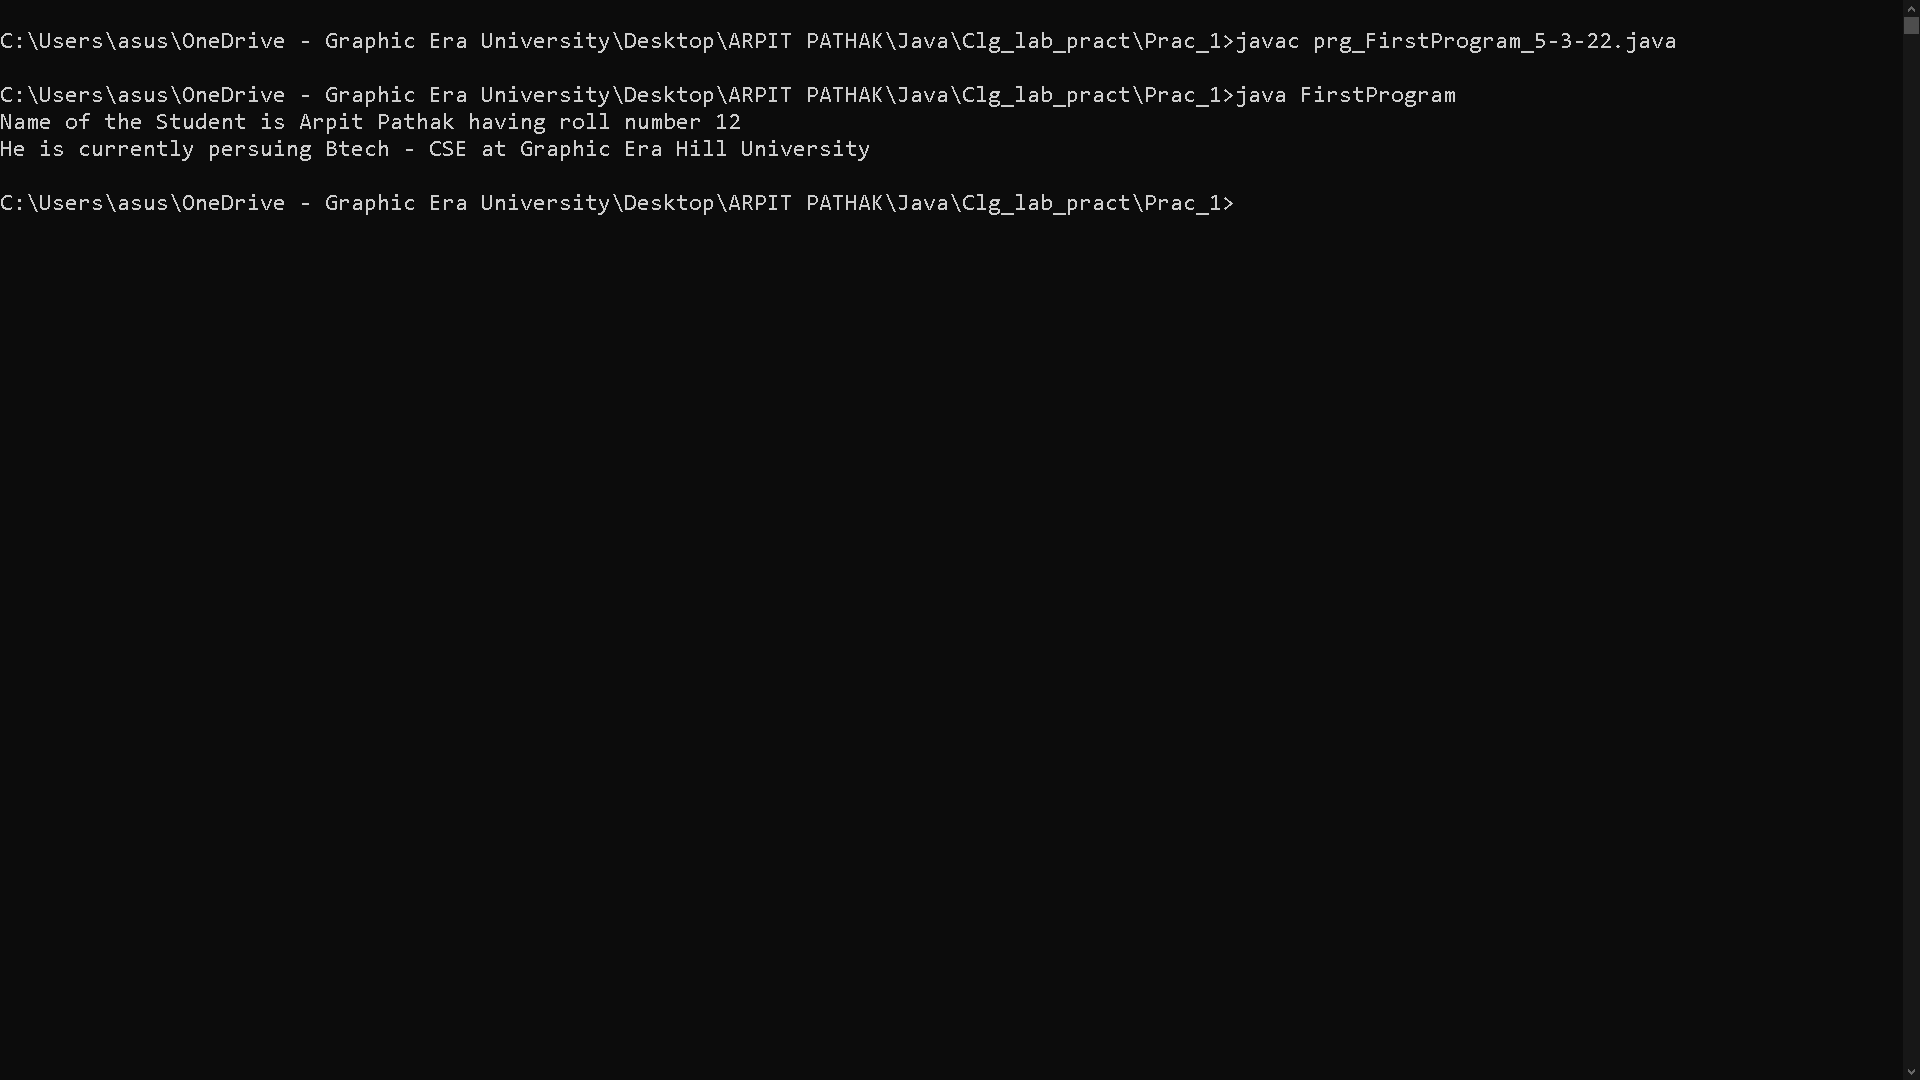 C:\Users\asus\OneDrive - Graphic Era University\Desktop\ARPIT PATHAK\Java\Clg_lab_pract\Prac_1>javac prg_FirstProgram_5-3-22.java
C:\Users\asus\OneDrive - Graphic Era University\Desktop\ARPIT PATHAK\Java\Clg_lab_pract\Prac_1>java FirstProgram
Name of the Student is Arpit Pathak having roll number 12
He is currently persuing Btech - CSE at Graphic Era Hill University
C:\Users\asus\OneDrive - Graphic Era University\Desktop\ARPIT PATHAK\Java\Clg_lab_pract\Prac_1>